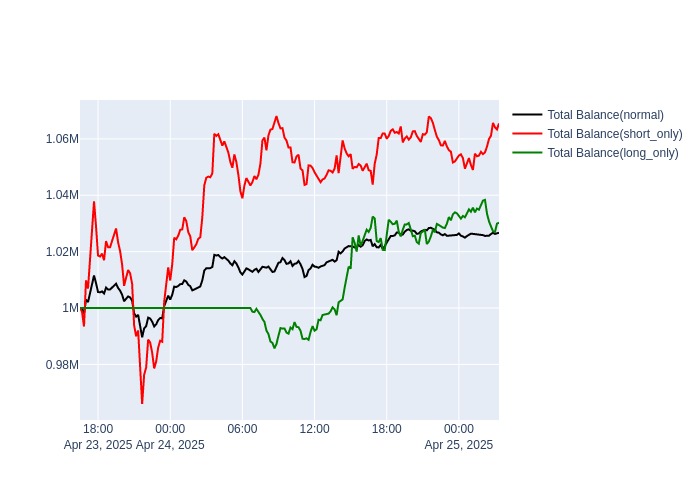 Total Balance(normal)
Total Balance(short_only)
Total Balance(long_only)
1.06M
1.04M
1.02M
1M
0.98M
18:00 00:00 06:00 12:00 18:00 00:00
Apr 23, 2025 Apr 24, 2025 Apr 25, 2025